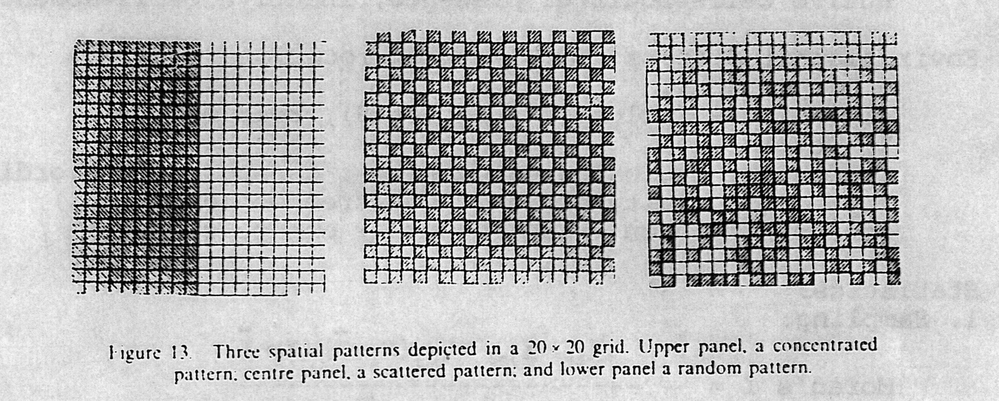 Figure 13. Three spatial patterns depicted in a 20 × 20 grid. Upper panel, a concentrated
pattern; centre panel, a scattered pattern; and lower panel a random pattern.